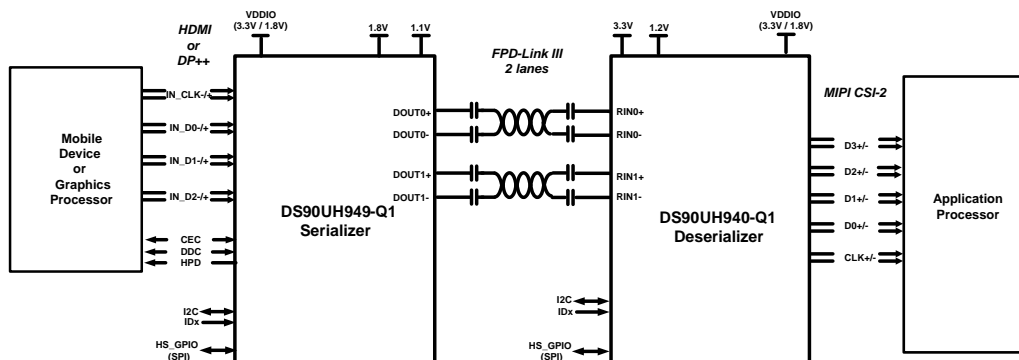 HDMI
or
DP++
VDDIO
(3.3V / 1.8V)
1.8V
1.1V
FPD-Link III
2 lanes
3.3V
1.2V
VDDIO
(3.3V / 1.8V)
MIPI CSI-2
Mobile
Device
or
Graphics
Processor
IN_CLK-/+
IN_D0-/+
IN_D1-/+
IN_D2-/+
CEC
DDC
HPD
I2C
IDx
HS_GPIO
(SPI)
DS90UH949-Q1
Serializer
DOUT0+
DOUT0-
DOUT1+
DOUT1-
RIN0+
RIN0-
RIN1+
RIN1-
DS90UH940-Q1
Deserializer
I2C
IDx
HS_GPIO
(SPI)
D3+/-
D2+/-
D1+/-
D0+/-
CLK+/-
Application
Processor